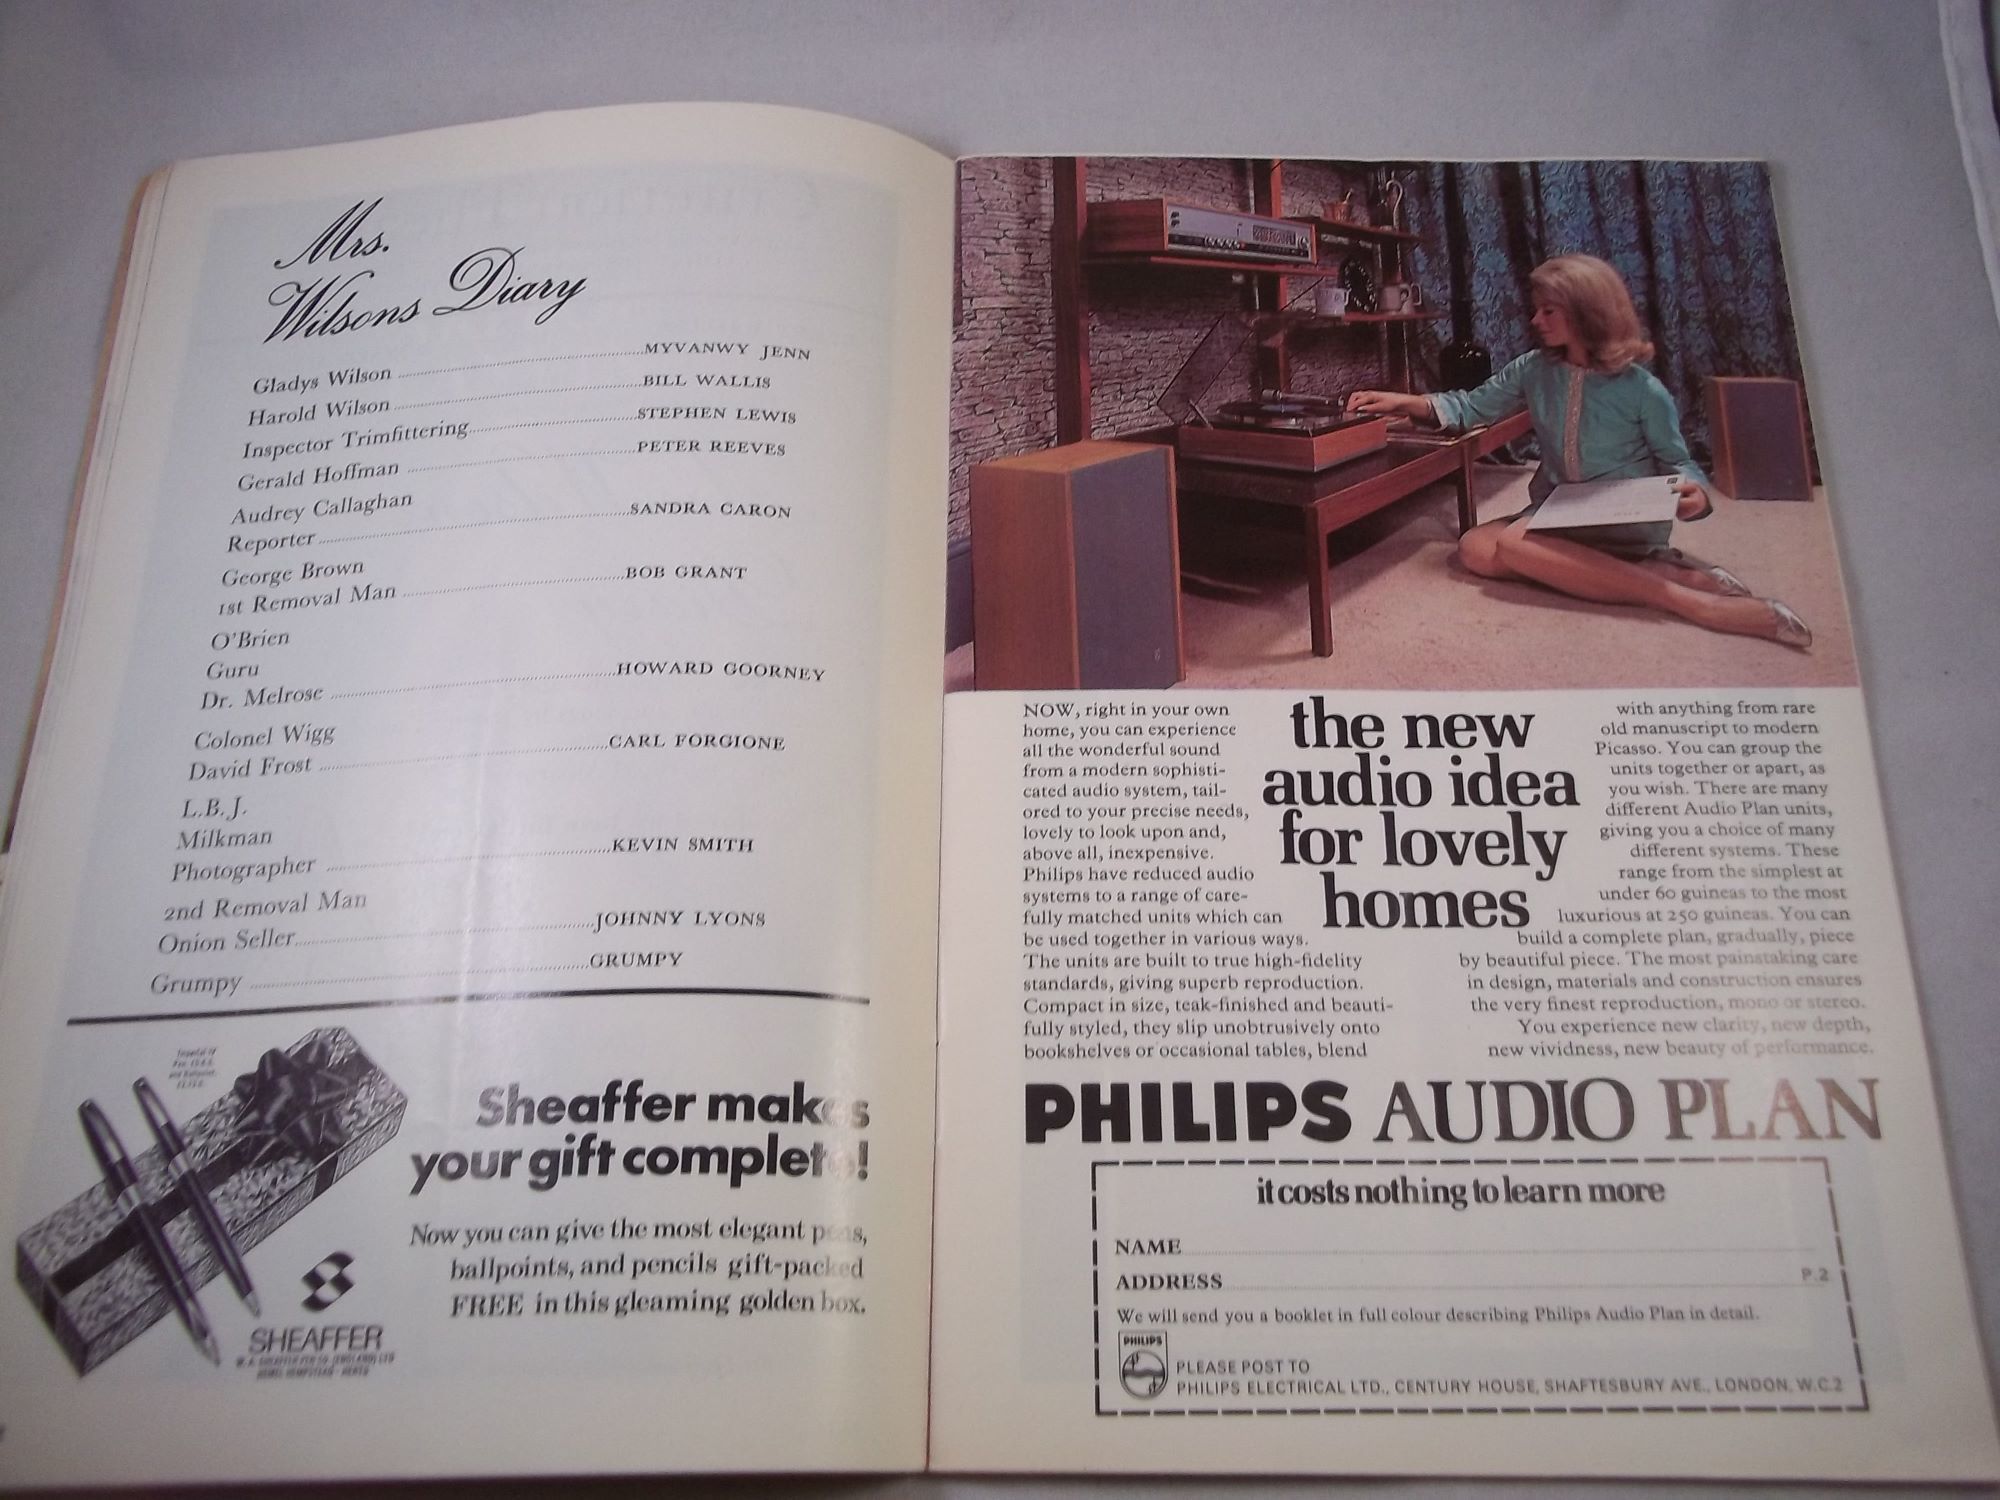 Mrs.
Wilsons Diary
Gladys Wilson ........ MYVANWY JENN
Harold Wilson ........ BILL WALLIS
Inspector Trimfittering ........ STEPHEN LEWIS
Gerald Hoffman ........ PETER REEVES
Audrey Callaghan
Reporter ........ SANDRA CARON
George Brown
1st Removal Man ........ BOB GRANT
O'Brien
Guru
Dr. Melrose ........ HOWARD GOORNEY
Colonel Wigg
David Frost ........ CARL FORGIONE
L.B.J.
Milkman
Photographer ........ KEVIN SMITH
2nd Removal Man
Onion Seller ........ JOHNNY LYONS
Grumpy ........ GRUMPY
Sheaffer makes
your gift complete!
Now you can give the most elegant pens,
ballpoints, and pencils gift-packed
FREE in this gleaming golden box.
SHEAFFER
W. A. SHEAFFER PEN CO. (ENGLAND) LTD
HEMEL HEMPSTEAD - HERTS
the new
audio idea
for lovely
homes
NOW, right in your own
home, you can experience
all the wonderful sound
from a modern sophisti-
cated audio system, tail-
ored to your precise needs,
lovely to look upon and,
above all, inexpensive.
Philips have reduced audio
systems to a range of care-
fully matched units which can
be used together in various ways.
The units are built to true high-fidelity
standards, giving superb reproduction.
Compact in size, teak-finished and beauti-
fully styled, they slip unobtrusively onto
bookshelves or occasional tables, blend
with anything from rare
old manuscript to modern
Picasso. You can group the
units together or apart, as
you wish. There are many
different Audio Plan units,
giving you a choice of many
different systems. These
range from the simplest at
under 60 guineas to the most
luxurious at 250 guineas. You can
build a complete plan, gradually, piece
by beautiful piece. The most painstaking care
in design, materials and construction ensures
the very finest reproduction, mono or stereo.
You experience new clarity, new depth,
new vividness, new beauty of performance.
PHILIPS AUDIO PLAN
it costs nothing to learn more
NAME
ADDRESS P.2
We will send you a booklet in full colour describing Philips Audio Plan in detail.
PHILIPS
PLEASE POST TO
PHILIPS ELECTRICAL LTD., CENTURY HOUSE, SHAFTESBURY AVE., LONDON, W.C.2